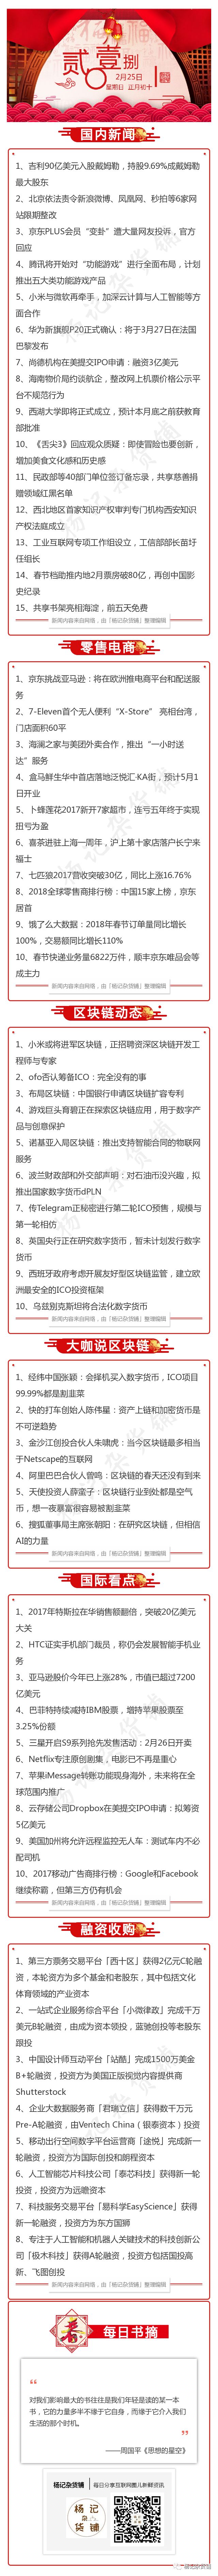 贰壹捌
2月25日
星期日 正月初十
国内新闻
1、吉利90亿美元入股戴姆勒，持股9.69%成戴姆勒
最大股东
2、北京依法责令新浪微博、凤凰网、秒拍等6家网
站限期整改
3、京东PLUS会员“变卦”遭大量网友投诉，官方
回应
4、腾讯将开始对“功能游戏”进行全面布局，计划
推出五大类功能游戏产品
5、小米与微软再牵手，加深云计算与人工智能等方
面合作
6、华为新旗舰P20正式确认：将于3月27日在法国
巴黎发布
7、尚德机构在美提交IPO申请：融资3亿美元
8、海南物价局约谈航企，整改网上机票价格公示平
台不规范行为
9、西湖大学即将正式成立，预计本月底之前获教育
部批准
10、《舌尖3》回应观众质疑：即使冒险也要创新，
增加美食文化感和历史感
11、民政部等40部门单位签订备忘录，共享慈善捐
赠领域红黑名单
12、西北地区首家知识产权审判专门机构西安知识
产权法庭成立
13、工业互联网专项工作组设立，工信部部长苗圩
任组长
14、春节档助推内地2月票房破80亿，再创中国影
史纪录
15、共享书架亮相海淀，前五天免费
新闻内容来自网络，由「杨记杂货铺」整理编辑
零售电商
1、京东挑战亚马逊：将在欧洲推电商平台和配送服
务
2、7-Eleven首个无人便利“X-Store” 亮相台湾，
门店面积60平
3、海澜之家与美团外卖合作，推出“一小时送
达”服务
4、盒马鲜生华中首店落地泛悦汇·KA街，预计5月1
日开业
5、卜蜂莲花2017新开7家超市，连亏五年终于实现
扭亏为盈
6、喜茶进驻上海一周年，沪上第十家店落户长宁来
福士
7、七匹狼2017营收突破30亿，同比上涨16.76%
8、2018全球零售商排行榜：中国15家上榜，京东
居首
9、饿了么大数据：2018年春节订单量同比增长
100%，交易额同比增长110%
10、春节快递业务量6822万件，顺丰京东唯品会等
成主力
新闻内容来自网络，由「杨记杂货铺」整理编辑
区块链动态
1、小米或将进军区块链，正招聘资深区块链开发工
程师与专家
2、ofo否认筹备ICO：完全没有的事
3、布局区块链：中国银行申请区块链扩容专利
4、游戏巨头育碧正在探索区块链应用，用于数字产
品与创意保护
5、诺基亚入局区块链：推出支持智能合同的物联网
服务
6、波兰财政部和外交部声明：对石油币没兴趣，拟
推出国家数字货币dPLN
7、传Telegram正秘密进行第二轮ICO预售，规模与
第一轮相仿
8、英国央行正在研究数字货币，暂未计划发行数字
货币
9、西班牙政府考虑开展友好型区块链监管，建立欧
洲最安全的ICO投资框架
10、乌兹别克斯坦将合法化数字货币
新闻内容来自网络，由「杨记杂货铺」整理编辑
大咖说区块链
1、经纬中国张颖：会择机买入数字货币，ICO项目
99.99%都是割韭菜
2、快的打车创始人陈伟星：资产上链和加密货币是
不可逆趋势
3、金沙江创投合伙人朱啸虎：当今区块链最多相当
于Netscape的互联网
4、阿里巴巴合伙人曾鸣：区块链的春天还没有到来
5、天使投资人薛蛮子：区块链行业到处都是空气
币，想一夜暴富很容易被割韭菜
6、搜狐董事局主席张朝阳：在研究区块链，但相信
AI的力量
新闻内容来自网络，由「杨记杂货铺」整理编辑
国际看点
1、2017年特斯拉在华销售额翻倍，突破20亿美元
大关
2、HTC证实手机部门裁员，称仍会发展智能手机业
务
3、亚马逊股价今年已上涨28%，市值已超过7200
亿美元
4、巴菲特持续减持IBM股票，增持苹果股票至
3.25%份额
5、三星开启S9系列抢先发售活动：2月26日开卖
6、Netflix专注原创剧集，电影已不再是重心
7、苹果iMessage转账功能现身海外，未来将在全
球范围内推广
8、云存储公司Dropbox在美提交IPO申请：拟筹资
5亿美元
9、美国加州将允许远程监控无人车：测试车内不必
配司机
10、2017移动广告商排行榜：Google和Facebook
继续称霸，但第三方仍有机会
新闻内容来自网络，由「杨记杂货铺」整理编辑
融资收购
1、第三方票务交易平台「西十区」获得2亿元C轮融
资，本轮资方为多个基金和老股东，其中包括文化
体育领域的产业资本
2、一站式企业服务综合平台「小微律政」完成千万
美元B轮融资，由成为资本领投，蓝驰创投等老股东
跟投
3、中国设计师互动平台「站酷」完成1500万美金
B+轮融资，投资方为美国正版视觉内容提供商
Shutterstock
4、企业大数据服务商「君瑞立信」获得数千万元
Pre-A轮融资，由Ventech China（银泰资本）投资
5、移动出行空间数字平台运营商「途悦」完成新一
轮融资，投资方为国际创投和朗程资本
6、人工智能芯片科技公司「泰芯科技」获得新一轮
投资，投资方为远瞻资本
7、科技服务交易平台「易科学EasyScience」获得
新一轮融资，投资方为东方国狮
8、专注于人工智能和机器人关键技术的科技创新公
司「极木科技」获得A轮融资，投资方包括国投高
新、飞图创投
新闻内容来自网络，由「杨记杂货铺」整理编辑
春
每日书摘
对我们影响最大的书往往是我们年轻是读的某一本
书，它的力量多半不缘于它自身，而缘于它介入我们
生活的那个时机。
——周国平《思想的星空》
杨记杂货铺 每日分享互联网圈儿新鲜资讯
杨记
杂
货铺